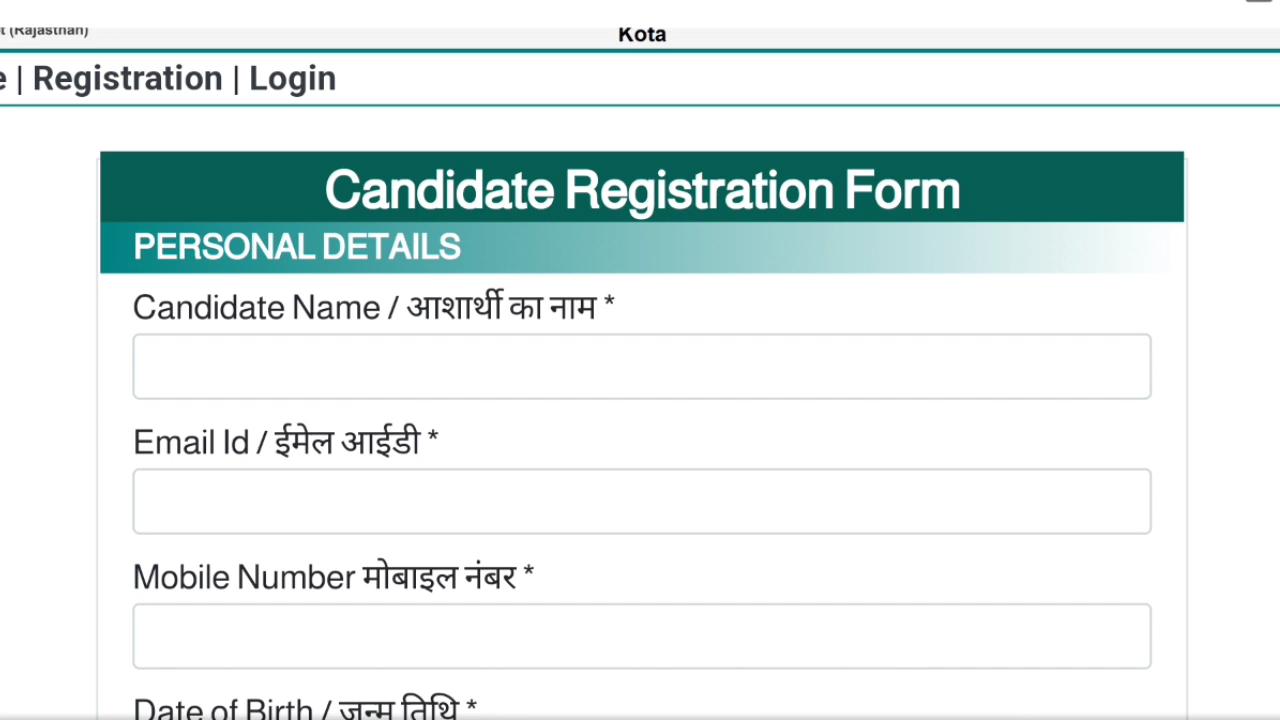 (Rajasthan)
Kota
| Registration | Login
Candidate Registration Form
PERSONAL DETAILS
Candidate Name / आशार्थी का नाम *
Email Id / ईमेल आईडी *
Mobile Number मोबाइल नंबर *
Date of Birth / जन्म तिथि *